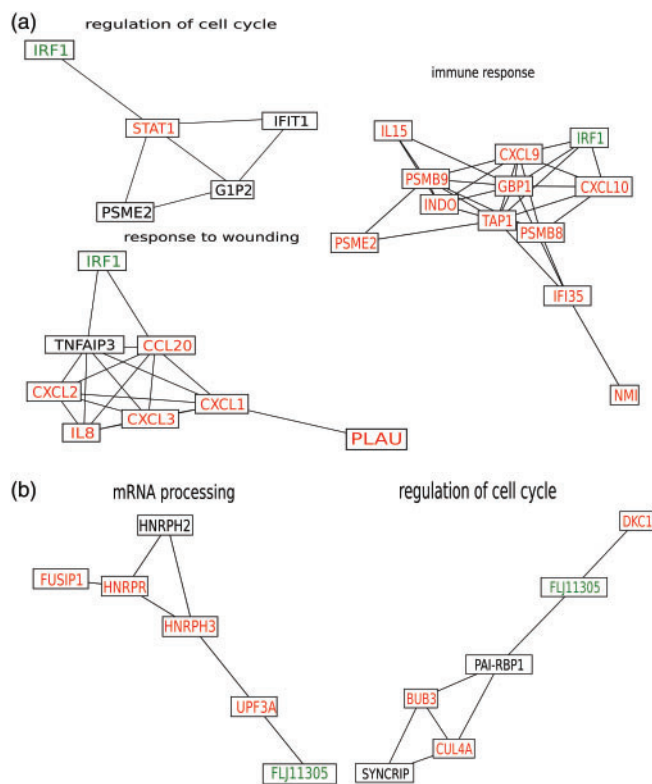 (a)
regulation of cell cycle
IRF1
STAT1
IFIT1
G1P2
PSME2
immune response
IL15
IRF1
CXCL9
PSMB9
GBP1
CXCL10
INDO
TAP1
PSMB8
PSME2
IFI35
NMI
response to wounding
IRF1
TNFAIP3
CCL20
CXCL2
CXCL1
CXCL3
IL8
PLAU
(b)
mRNA processing
HNRPH2
FUSIP1
HNRPR
HNRPH3
UPF3A
FLJ11305
regulation of cell cycle
DKC1
FLJ11305
PAI-RBP1
BUB3
CUL4A
SYNCRIP